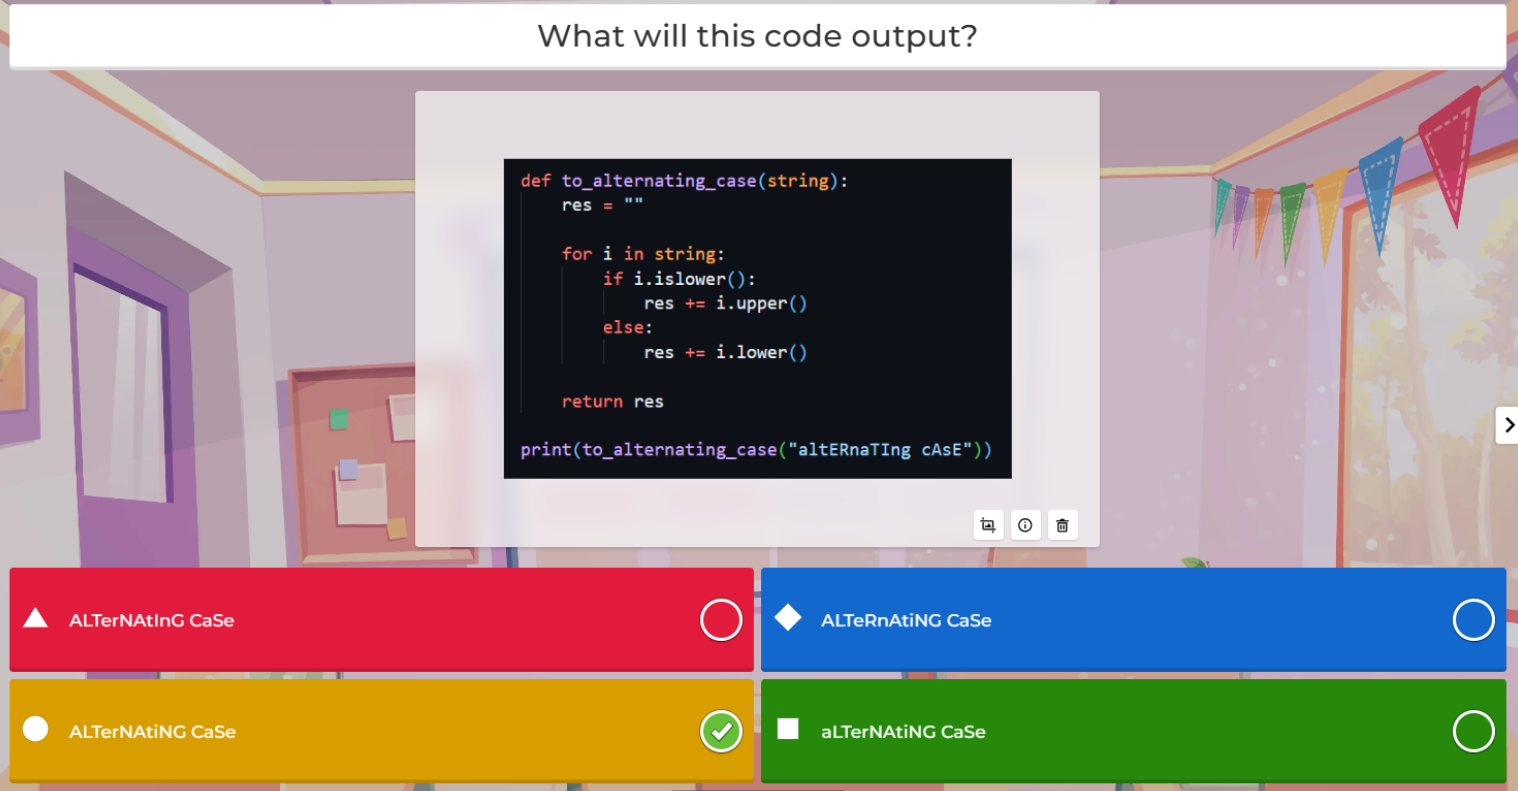 What will this code output?
def to_alternating_case(string):
    res = ""
    for i in string:
        if i.islower():
            res += i.upper()
        else:
            res += i.lower()
    return res
print(to_alternating_case("altERnaTIng cAsE"))
ALTerNAtInG CaSe
ALTeRnAtiNG CaSe
ALTerNAtiNG CaSe
aLTerNAtiNG CaSe